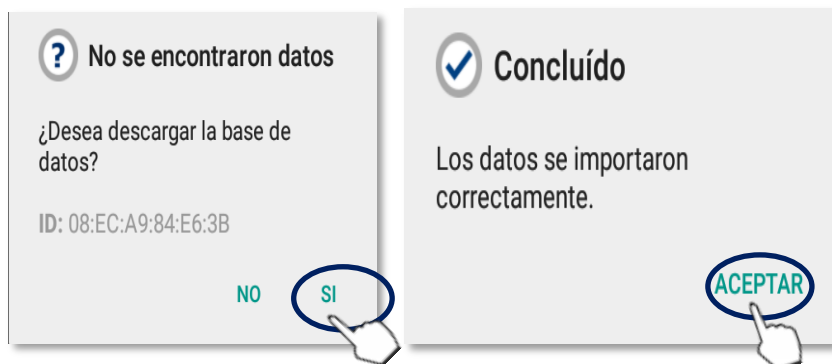 ? No se encontraron datos
¿Desea descargar la base de
datos?
ID: 08:EC:A9:84:E6:3B
NO SI
Concluído
Los datos se importaron
correctamente.
ACEPTAR